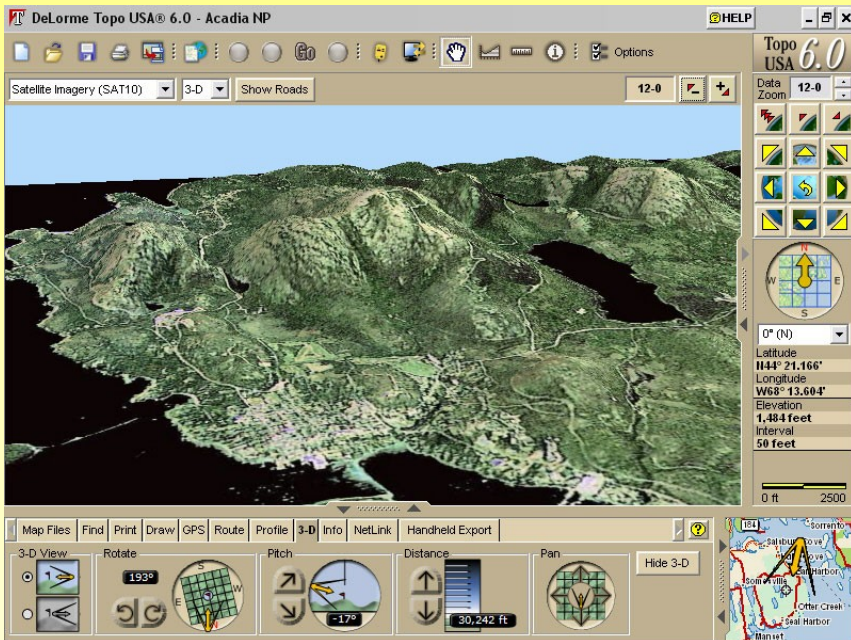 DeLorme Topo USA® 6.0 - Acadia NP
HELP
Go
Options
Topo
USA 6.0
Satellite Imagery (SAT10)
3-D
Show Roads
12-0
Data
Zoom
12-0
N
W
E
S
0° (N)
Latitude
N44° 21.166'
Longitude
W68° 13.604'
Elevation
1,484 feet
Interval
50 feet
0 ft
2500
Map Files
Find
Print
Draw
GPS
Route
Profile
3-D
Info
NetLink
Handheld Export
3-D View
Rotate
193°
S
E
W
N
Pitch
-17°
Distance
30,242 ft
Pan
Hide 3-D
184
Sorrento
Otter Creek
Seal Harbor
Manset